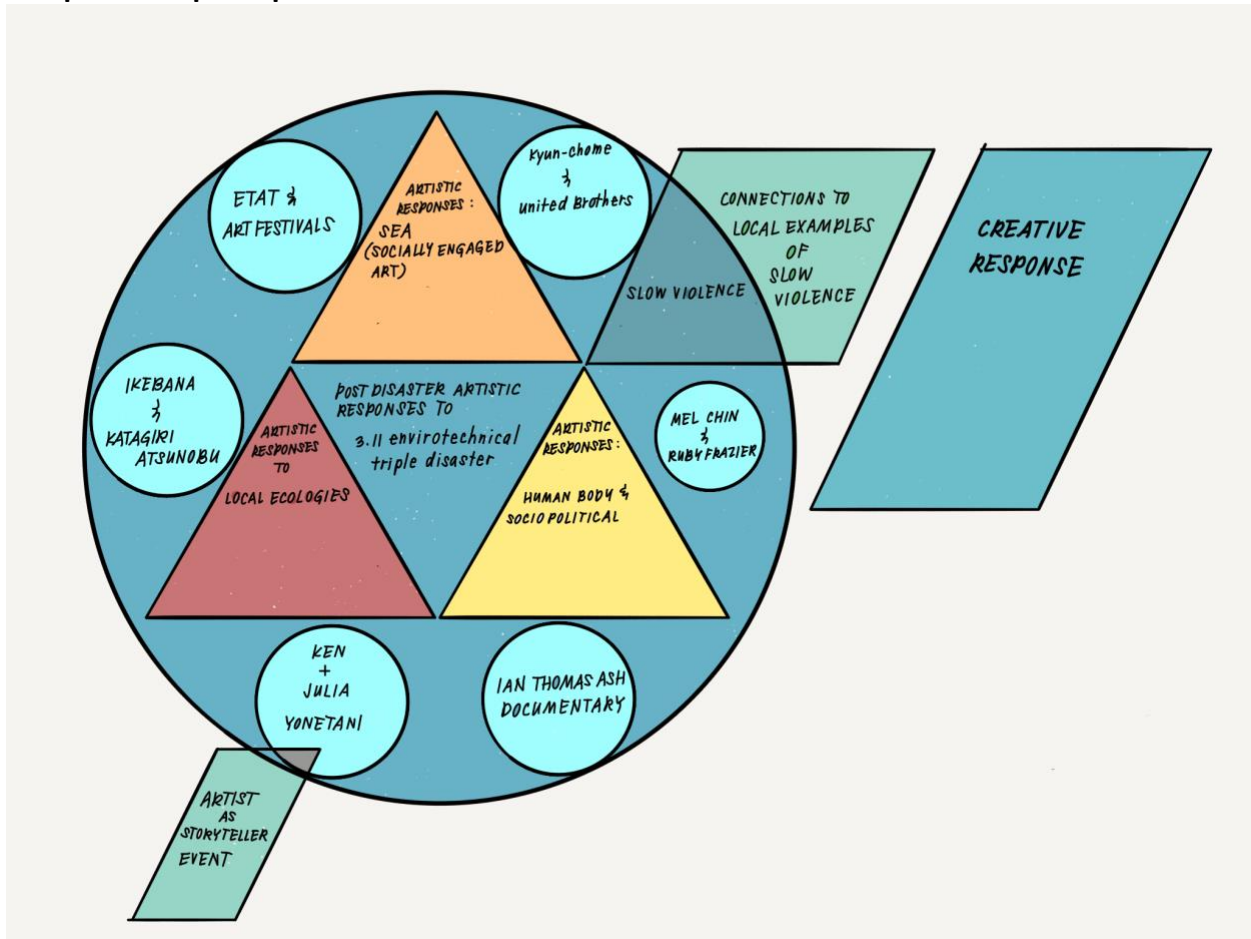 ETAT &
ART FESTIVALS
ARTISTIC
RESPONSES :
SEA
(SOCIALLY ENGAGED
ART)
Kyun-chome
&
united Brothers
SLOW VIOLENCE
CONNECTIONS TO
LOCAL EXAMPLES
OF
SLOW
VIOLENCE
CREATIVE
RESPONSE
IKEBANA
&
KATAGIRI
ATSUNOBU
ARTISTIC
RESPONSES
TO
LOCAL ECOLOGIES
POST DISASTER ARTISTIC
RESPONSES TO
3.11 envirotechnical
triple disaster
ARTISTIC
RESPONSES:
HUMAN BODY &
SOCIO POLITICAL
MEL CHIN
&
RUBY FRAZIER
KEN
+
JULIA
YONETANI
IAN THOMAS ASH
DOCUMENTARY
ARTIST
AS
STORYTELLER
EVENT